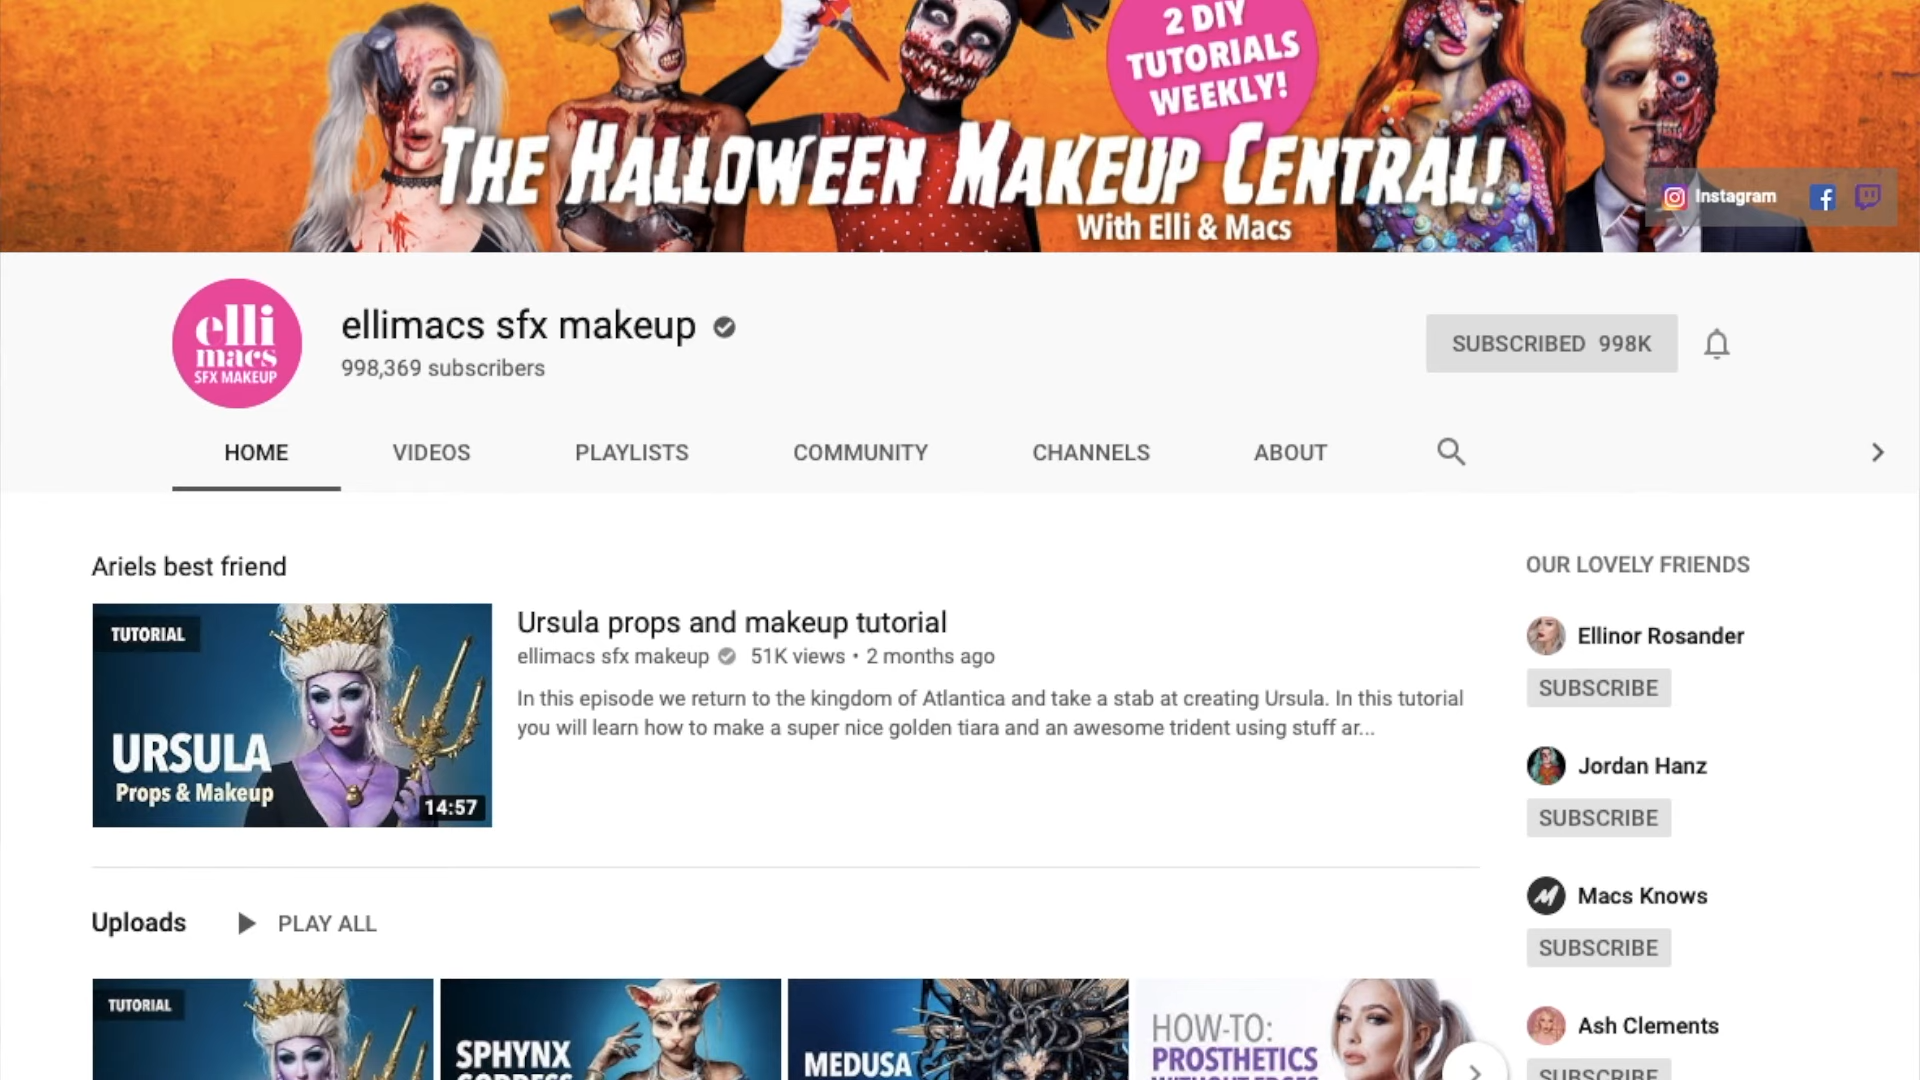 2 DIY
TUTORIALS
WEEKLY!
THE HALLOWEEN MAKEUP CENTRAL!
With Elli & Macs
Instagram
elli
macs
SFX MAKEUP
ellimacs sfx makeup
998,369 subscribers
SUBSCRIBED 998K
HOME VIDEOS PLAYLISTS COMMUNITY CHANNELS ABOUT
Ariels best friend
TUTORIAL
URSULA
Props & Makeup
14:57
Ursula props and makeup tutorial
ellimacs sfx makeup 51K views • 2 months ago
In this episode we return to the kingdom of Atlantica and take a stab at creating Ursula. In this tutorial
you will learn how to make a super nice golden tiara and an awesome trident using stuff ar...
Uploads PLAY ALL
TUTORIAL
SPHYNX
GODDESS
MEDUSA
HOW-TO:
PROSTHETICS
WITHOUT EDGES
OUR LOVELY FRIENDS
Ellinor Rosander
SUBSCRIBE
Jordan Hanz
SUBSCRIBE
Macs Knows
SUBSCRIBE
Ash Clements
SUBSCRIBE